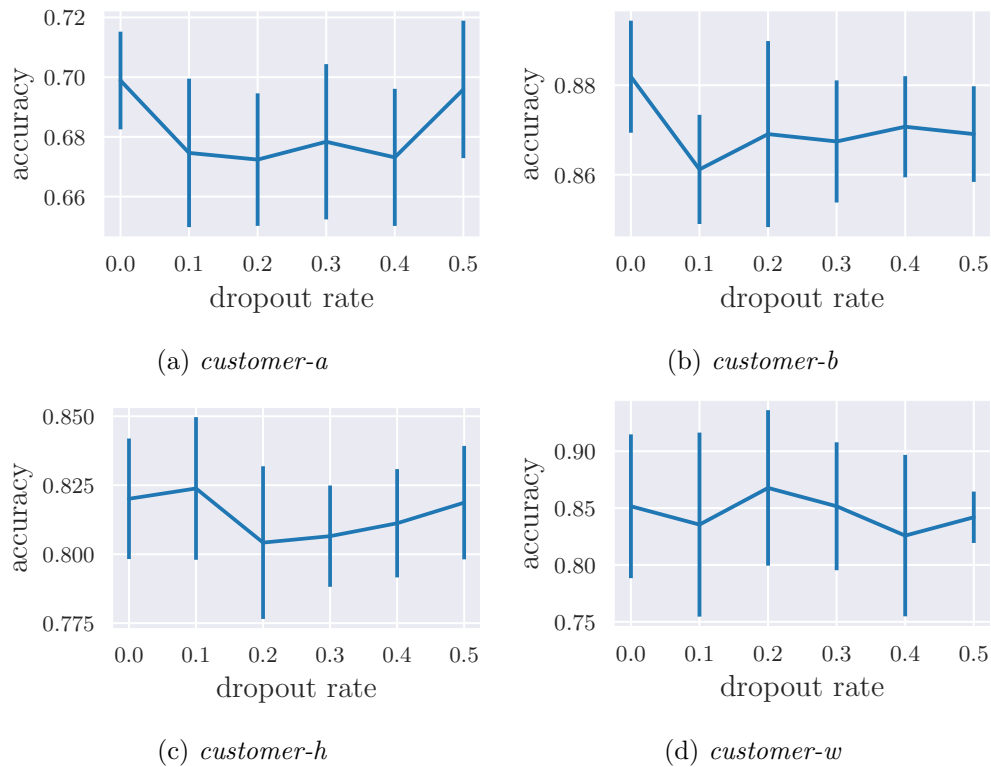 0.72
0.70
0.68
0.66
accuracy
0.0 0.1 0.2 0.3 0.4 0.5
dropout rate
(a) customer-a
0.88
0.86
accuracy
0.0 0.1 0.2 0.3 0.4 0.5
dropout rate
(b) customer-b
0.850
0.825
0.800
0.775
accuracy
0.0 0.1 0.2 0.3 0.4 0.5
dropout rate
(c) customer-h
0.90
0.85
0.80
0.75
accuracy
0.0 0.1 0.2 0.3 0.4 0.5
dropout rate
(d) customer-w